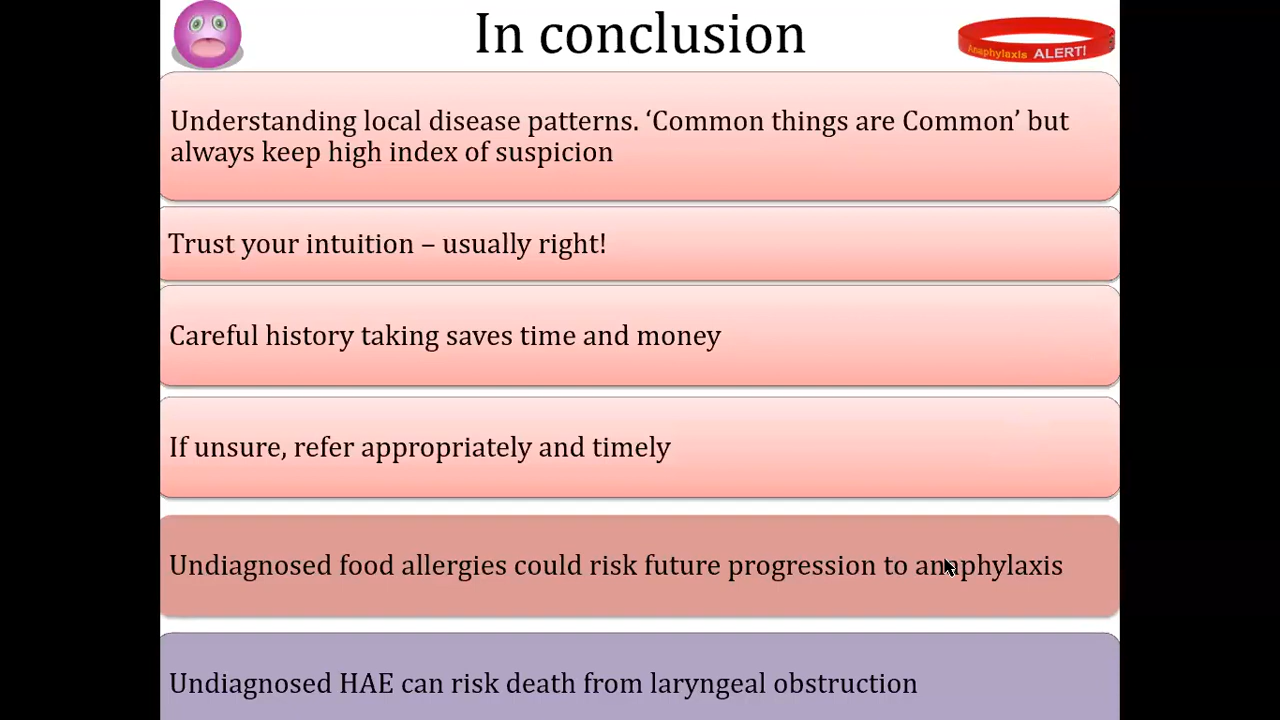 In conclusion
Anaphylaxis ALERT!
Understanding local disease patterns. ‘Common things are Common’ but
always keep high index of suspicion
Trust your intuition – usually right!
Careful history taking saves time and money
If unsure, refer appropriately and timely
Undiagnosed food allergies could risk future progression to anaphylaxis
Undiagnosed HAE can risk death from laryngeal obstruction